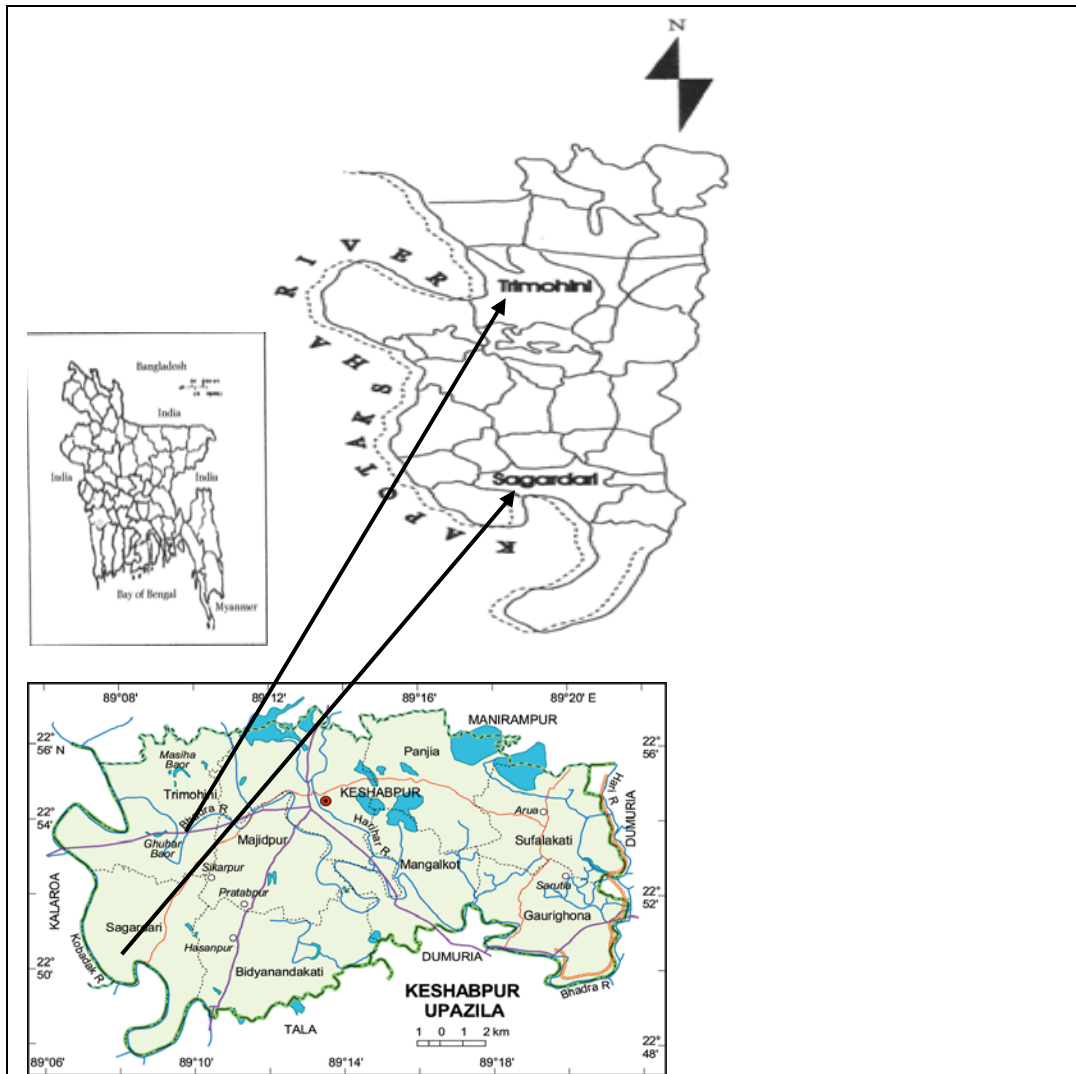 N
RIVER
Trimohini
KAPOTAKSHA
Sagardari
Bangladesh
India
India
India
Bay of Bengal
Myanmer
89°08'
89°12'
89°16'
89°20' E
22°
56' N
22°
56'
MANIRAMPUR
Panjia
Masiha
Baor
Trimohini
Hari R
KESHABPUR
Bhadra R
Arua
22°
54'
DUMURIA
Ghubar
Baor
Majidpur
Harihar R
Sufalakati
Mangalkot
Sikarpur
Sarutia
22°
52'
KALAROA
Pratabpur
Gaurighona
Sagardari
Hasanpur
DUMURIA
Kobadak R.
22°
50'
Bidyanandakati
Bhadra R
KESHABPUR
UPAZILA
TALA
1 0 1 2 km
22°
48'
89°06'
89°10'
89°14'
89°18'